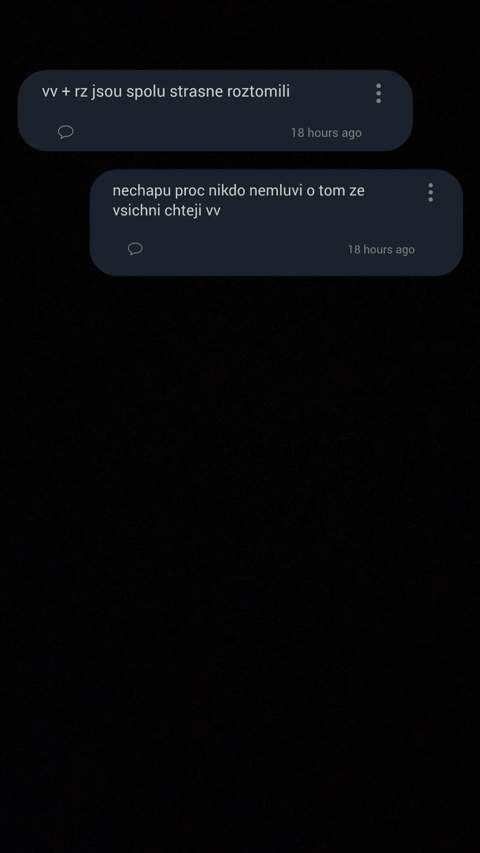 vv + rz jsou spolu strasne roztomili
18 hours ago
nechapu proc nikdo nemluvi o tom ze
vsichni chteji vv
18 hours ago